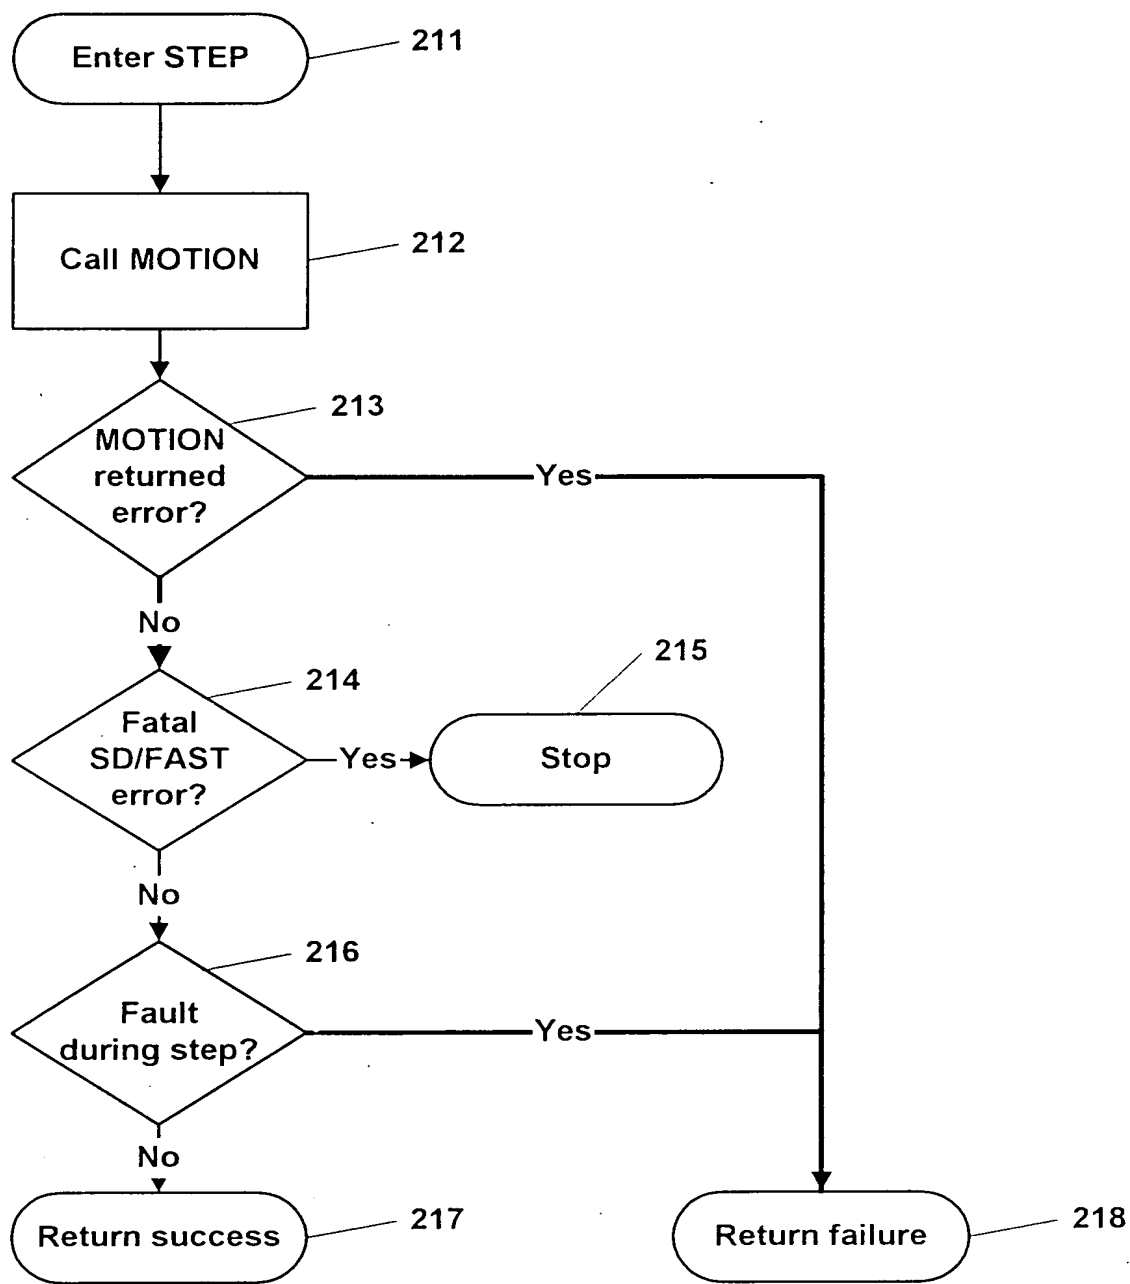 Enter STEP
211
Call MOTION
212
213
MOTION
returned
error?
Yes
No
214
215
Fatal
SD/FAST
error?
Yes
Stop
No
216
Fault
during step?
Yes
No
Return success
217
Return failure
218